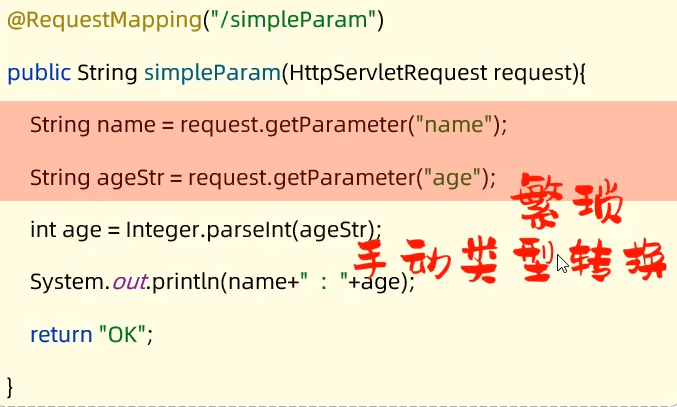 @RequestMapping("/simpleParam")
public String simpleParam(HttpServletRequest request){
String name = request.getParameter("name");
String ageStr = request.getParameter("age");
繁琐
int age = Integer.parseInt(ageStr);
手动类型转换
System.out.println(name+" : "+age);
return "OK";
}